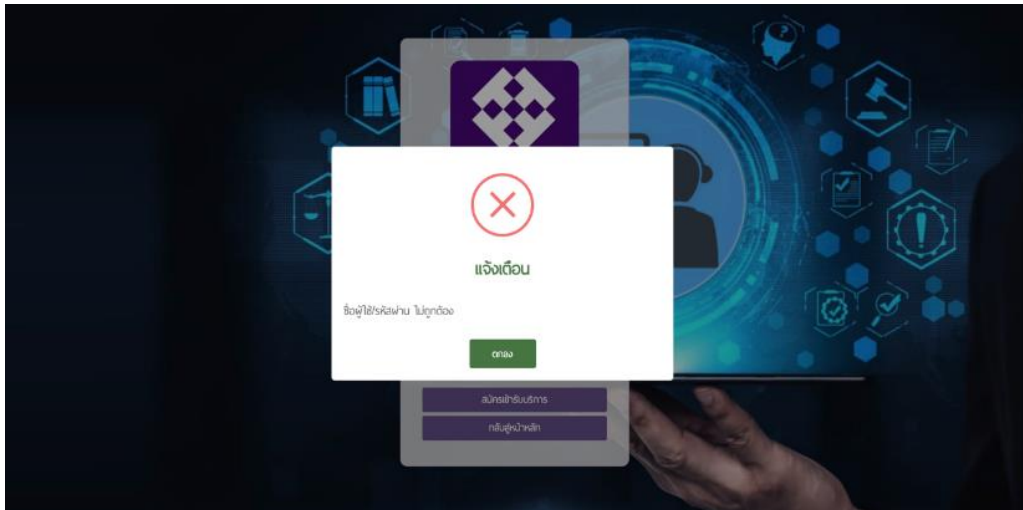 แจ้งเตือน
ชื่อผู้ใช้/รหัสผ่าน ไม่ถูกต้อง
ตกลง
สมัครเข้ารับบริการ
กลับสู่หน้าหลัก